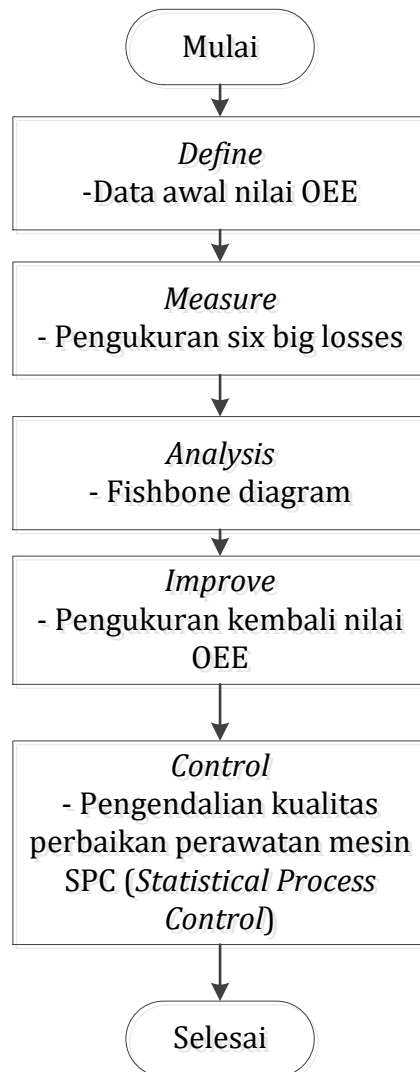 Mulai
Define
-Data awal nilai OEE
Measure
- Pengukuran six big losses
Analysis
- Fishbone diagram
Improve
- Pengukuran kembali nilai
OEE
Control
- Pengendalian kualitas
perbaikan perawatan mesin
SPC (Statistical Process
Control)
Selesai